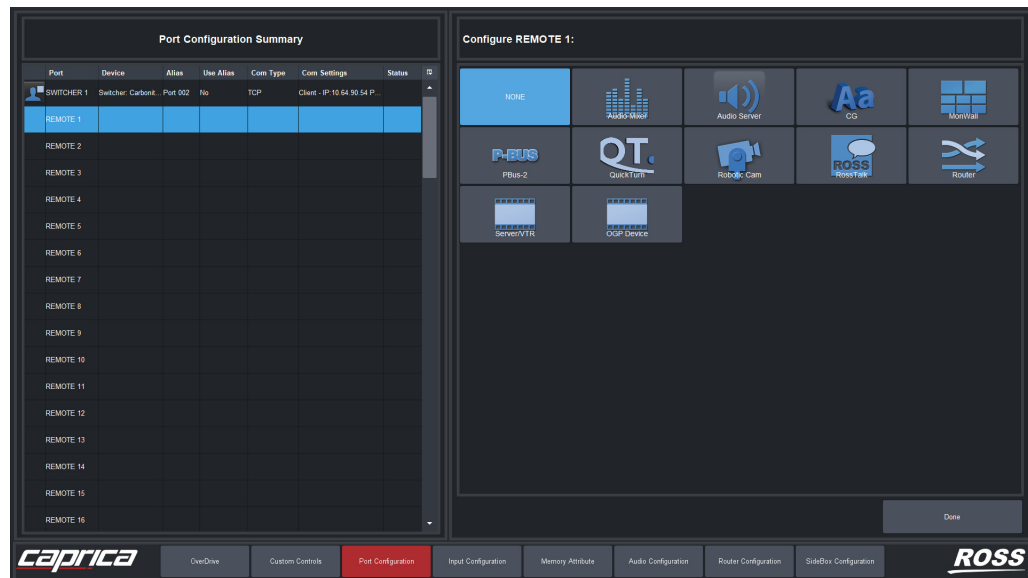 Port Configuration Summary
Configure REMOTE 1:
Port Device Alias Use Alias Com Type Com Settings Status
SWITCHER 1 Switcher: Carbonit... Port 002 No TCP Client - IP:10.64.90.54 P...
REMOTE 1
REMOTE 2
REMOTE 3
REMOTE 4
REMOTE 5
REMOTE 6
REMOTE 7
REMOTE 8
REMOTE 9
REMOTE 10
REMOTE 11
REMOTE 12
REMOTE 13
REMOTE 14
REMOTE 15
REMOTE 16
NONE
Audio Mixer
Audio Server
Aa
CG
MonWall
P-BUS
PBus-2
QT.
QuickTurn
Robotic Cam
ROSS
RossTalk
Router
Server/VTR
OGP Device
Done
caprica
OverDrive
Custom Controls
Port Configuration
Input Configuration
Memory Attribute
Audio Configuration
Router Configuration
SideBox Configuration
ROSS